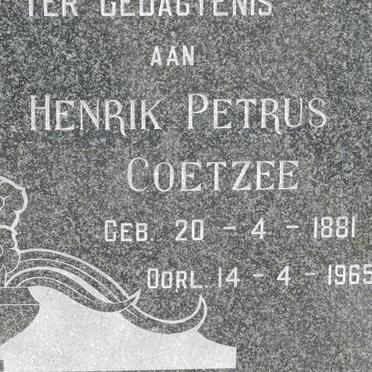 TER GEDAGTENIS
AAN
HENRIK PETRUS
COETZEE
GEB. 20 - 4 - 1881
OORL. 14 - 4 - 1965